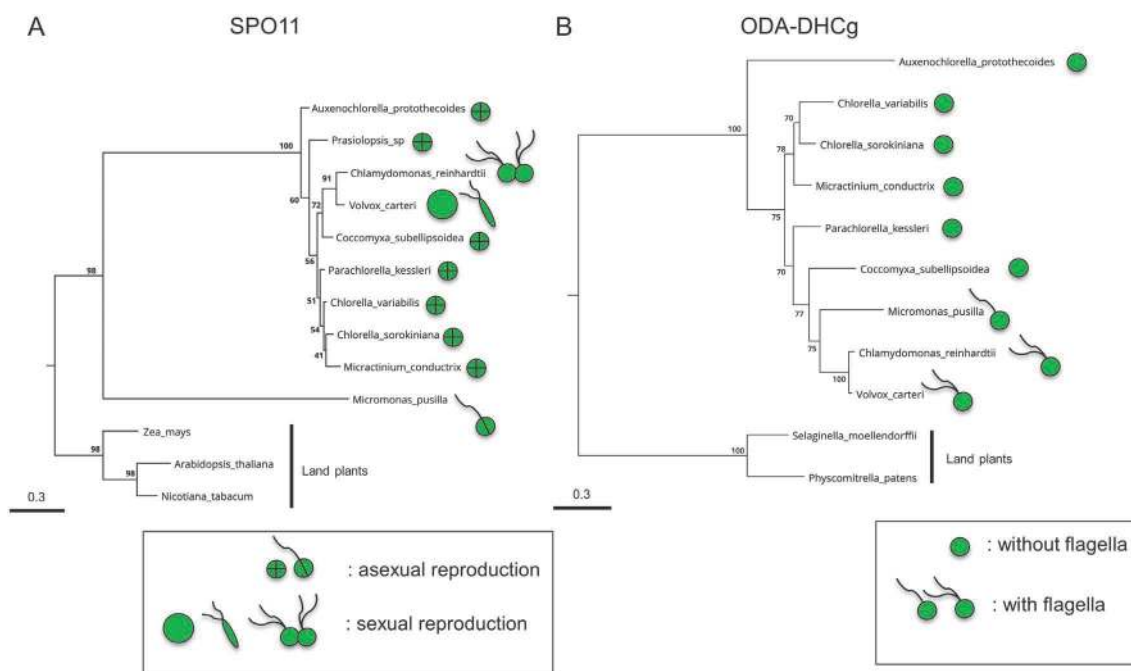 A
SPO11
Auxenochlorella_protothecoides
100
Prasiolopsis_sp
Chlamydomonas_reinhardtii
91
60
72
Volvox_carteri
Coccomyxa_subellipsoidea
56
98
Parachlorella_kessleri
51
Chlorella_variabilis
54
Chlorella_sorokiniana
41
Micractinium_conductrix
Micromonas_pusilla
Zea_mays
98
Arabidopsis_thaliana
98
Land plants
Nicotiana_tabacum
0.3
: asexual reproduction
: sexual reproduction
B
ODA-DHCg
Auxenochlorella_protothecoides
Chlorella_variabilis
70
100
Chlorella_sorokiniana
78
Micractinium_conductrix
75
Parachlorella_kessleri
70
Coccomyxa_subellipsoidea
77
Micromonas_pusilla
75
Chlamydomonas_reinhardtii
100
Volvox_carteri
Selaginella_moellendorffii
100
Land plants
Physcomitrella_patens
0.3
: without flagella
: with flagella